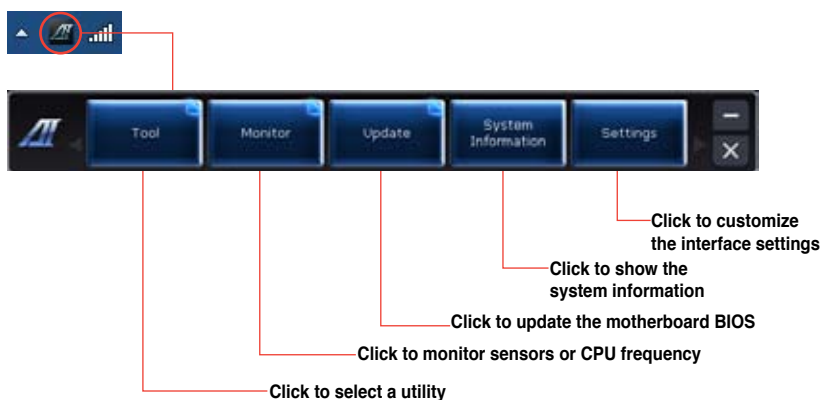 Tool
Monitor
Update
System
Information
Settings
Click to customize
the interface settings
Click to show the
system information
Click to update the motherboard BIOS
Click to monitor sensors or CPU frequency
Click to select a utility